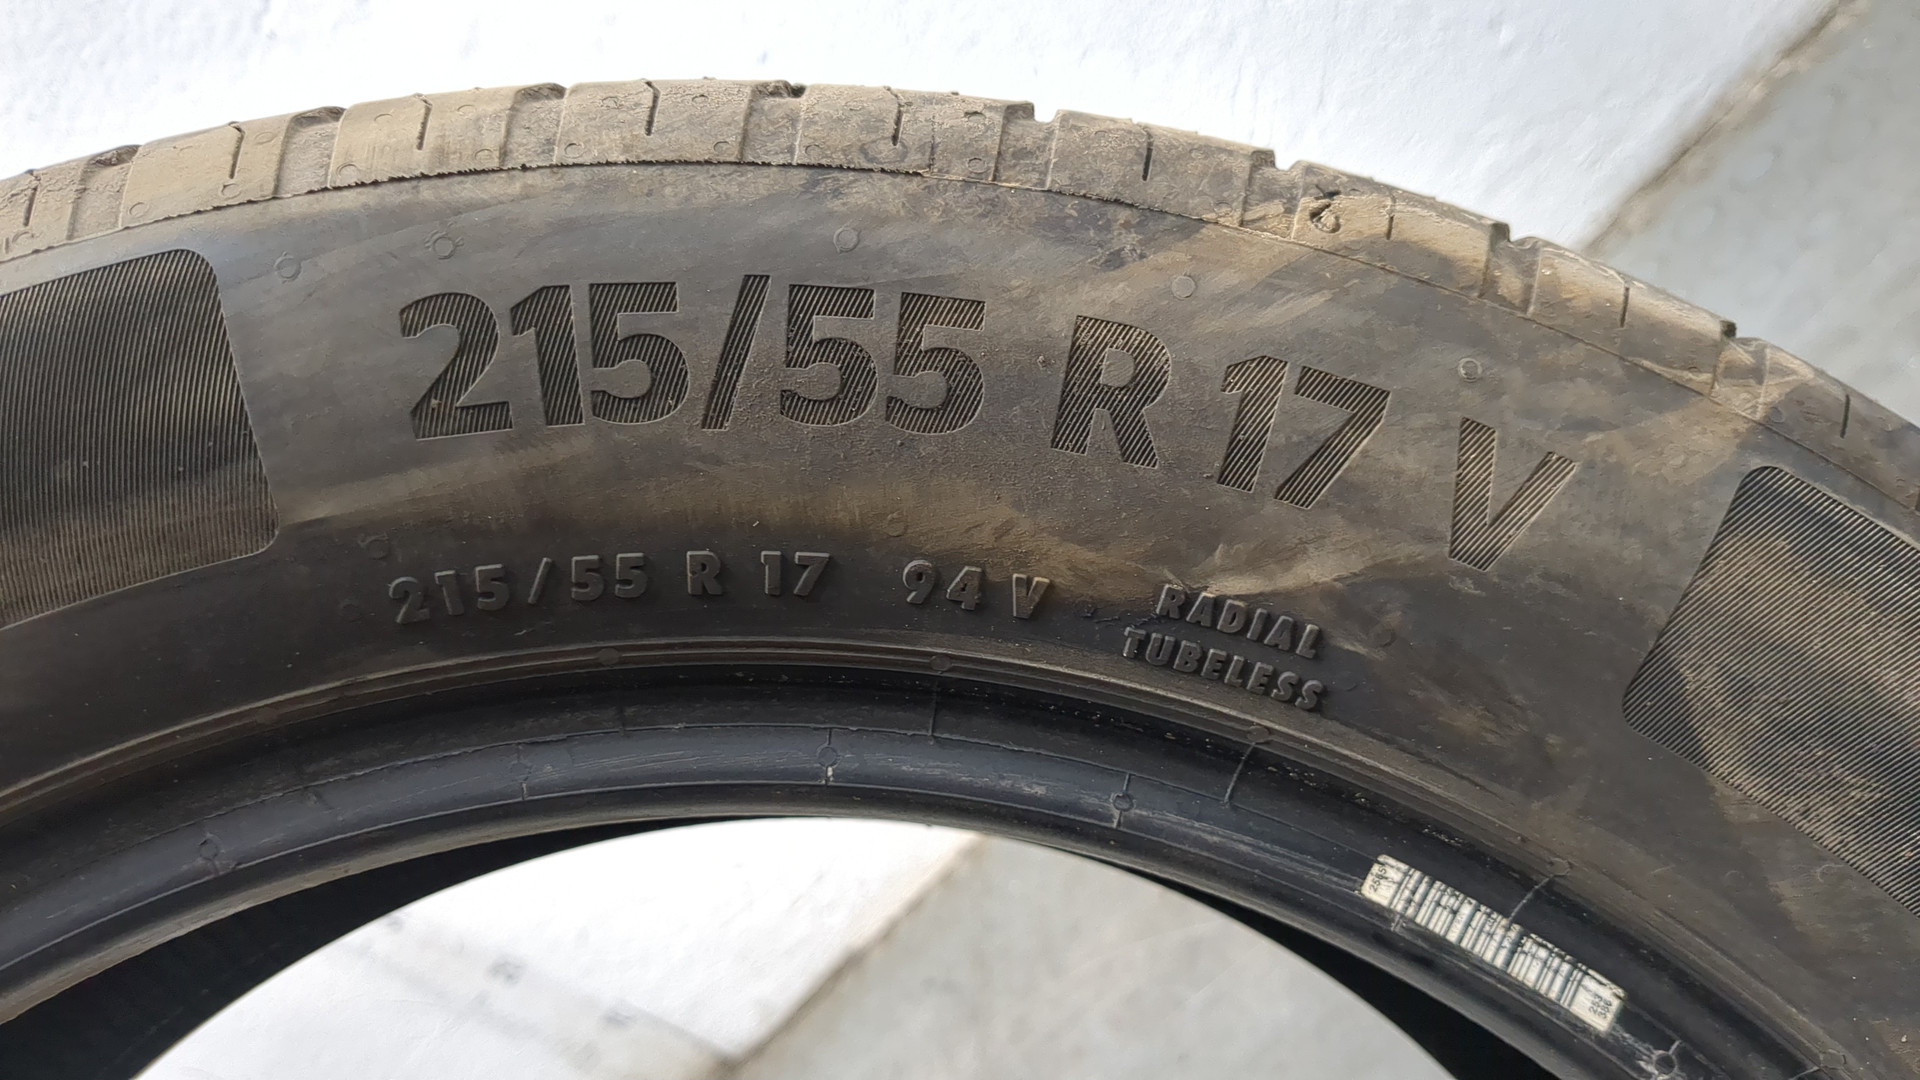 215/55 R 17 V
215/55 R 17 94 V
RADIAL
TUBELESS